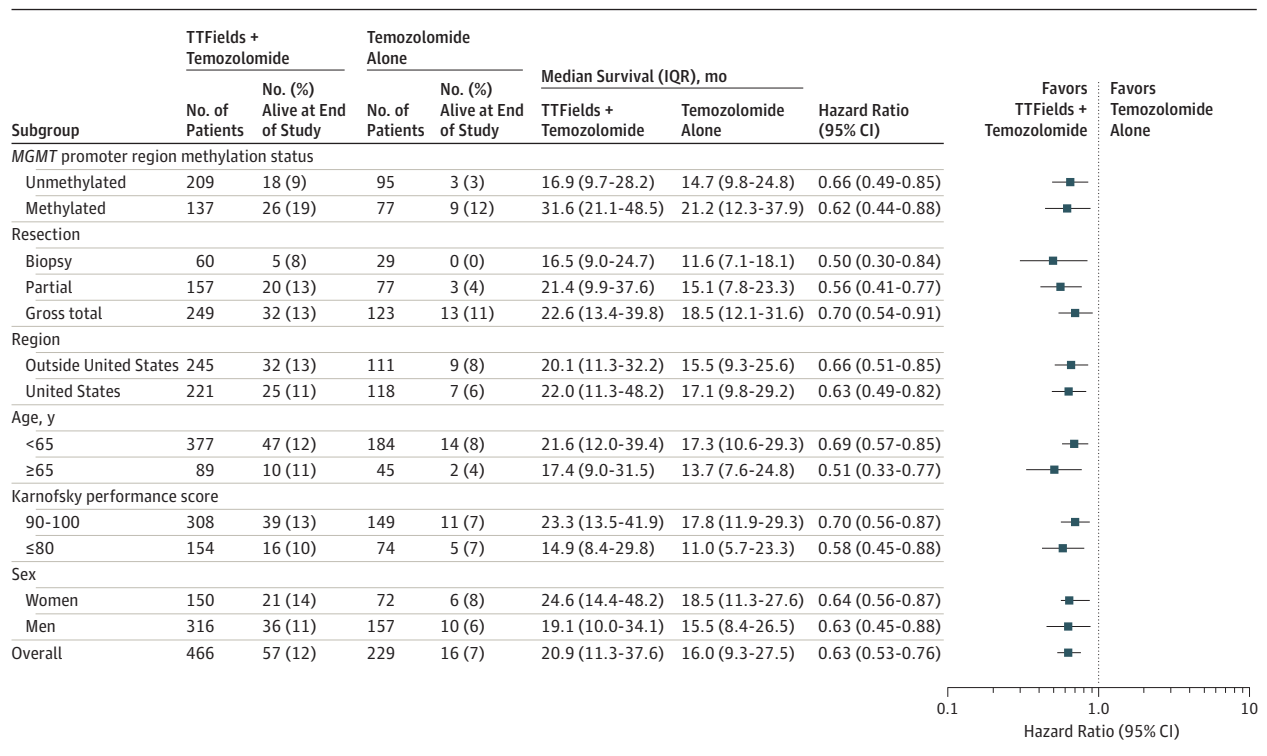 TTFields + Temozolomide Temozolomide Alone Median Survival (IQR), mo
Subgroup No. of Patients No. (%) Alive at End of Study No. of Patients No. (%) Alive at End of Study TTFields + Temozolomide Temozolomide Alone Hazard Ratio (95% CI) Favors TTFields + Temozolomide Favors Temozolomide Alone
MGMT promoter region methylation status
Unmethylated 209 18 (9) 95 3 (3) 16.9 (9.7-28.2) 14.7 (9.8-24.8) 0.66 (0.49-0.85)
Methylated 137 26 (19) 77 9 (12) 31.6 (21.1-48.5) 21.2 (12.3-37.9) 0.62 (0.44-0.88)
Resection
Biopsy 60 5 (8) 29 0 (0) 16.5 (9.0-24.7) 11.6 (7.1-18.1) 0.50 (0.30-0.84)
Partial 157 20 (13) 77 3 (4) 21.4 (9.9-37.6) 15.1 (7.8-23.3) 0.56 (0.41-0.77)
Gross total 249 32 (13) 123 13 (11) 22.6 (13.4-39.8) 18.5 (12.1-31.6) 0.70 (0.54-0.91)
Region
Outside United States 245 32 (13) 111 9 (8) 20.1 (11.3-32.2) 15.5 (9.3-25.6) 0.66 (0.51-0.85)
United States 221 25 (11) 118 7 (6) 22.0 (11.3-48.2) 17.1 (9.8-29.2) 0.63 (0.49-0.82)
Age, y
<65 377 47 (12) 184 14 (8) 21.6 (12.0-39.4) 17.3 (10.6-29.3) 0.69 (0.57-0.85)
≥65 89 10 (11) 45 2 (4) 17.4 (9.0-31.5) 13.7 (7.6-24.8) 0.51 (0.33-0.77)
Karnofsky performance score
90-100 308 39 (13) 149 11 (7) 23.3 (13.5-41.9) 17.8 (11.9-29.3) 0.70 (0.56-0.87)
≤80 154 16 (10) 74 5 (7) 14.9 (8.4-29.8) 11.0 (5.7-23.3) 0.58 (0.45-0.88)
Sex
Women 150 21 (14) 72 6 (8) 24.6 (14.4-48.2) 18.5 (11.3-27.6) 0.64 (0.56-0.87)
Men 316 36 (11) 157 10 (6) 19.1 (10.0-34.1) 15.5 (8.4-26.5) 0.63 (0.45-0.88)
Overall 466 57 (12) 229 16 (7) 20.9 (11.3-37.6) 16.0 (9.3-27.5) 0.63 (0.53-0.76)
0.1 1.0 10
Hazard Ratio (95% CI)